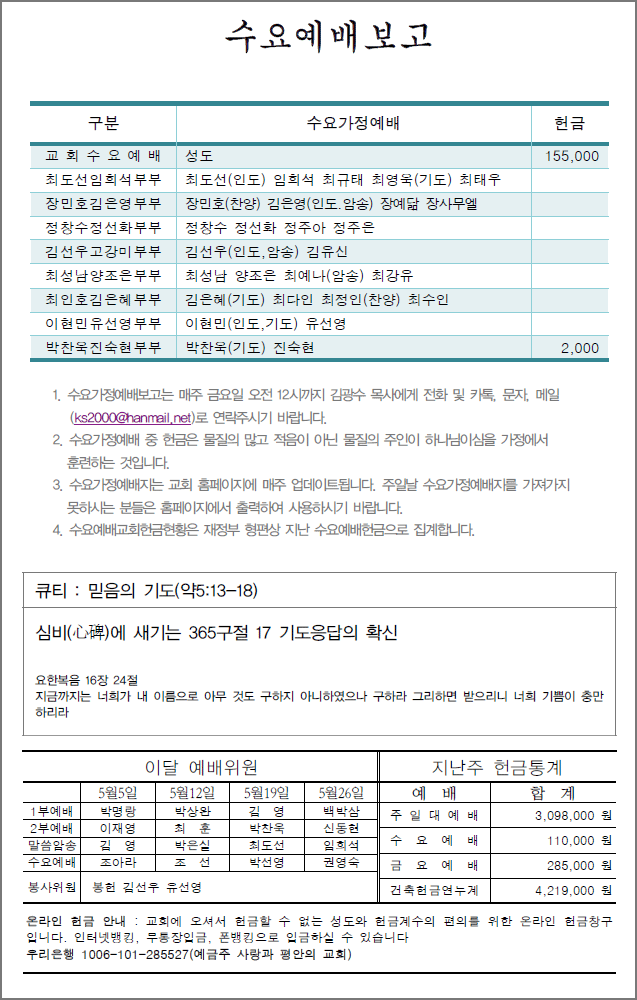 수요예배보고
구분 수요가정예배 헌금
교 회 수 요 예 배 성도 155,000
최도선임희석부부 최도선(인도) 임희석 최규태 최영욱(기도) 최태우
장민호김은영부부 장민호(찬양) 김은영(인도.암송) 장예닮 장사무엘
정창수정선화부부 정창수 정선화 정주아 정주은
김선우고강미부부 김선우(인도,암송) 김유신
최성남양조은부부 최성남 양조은 최예나(암송) 최강유
최인호김은혜부부 김은혜(기도) 최다인 최정인(찬양) 최수인
이현민유선영부부 이현민(인도,기도) 유선영
박찬욱진숙현부부 박찬욱(기도) 진숙현 2,000
1. 수요가정예배보고는 매주 금요일 오전 12시까지 김광수 목사에게 전화 및 카톡, 문자, 메일
(ks2000@hanmail.net)로 연락주시기 바랍니다.
2. 수요가정예배 중 헌금은 물질의 많고 적음이 아닌 물질의 주인이 하나님이심을 가정에서
훈련하는 것입니다.
3. 수요가정예배지는 교회 홈페이지에 매주 업데이트됩니다. 주일날 수요가정예배지를 가져가지
못하시는 분들은 홈페이지에서 출력하여 사용하시기 바랍니다.
4. 수요예배교회헌금현황은 재정부 형편상 지난 수요예배헌금으로 집계합니다.
큐티 : 믿음의 기도(약5:13-18)
심비(心碑)에 새기는 365구절 17 기도응답의 확신
요한복음 16장 24절
지금까지는 너희가 내 이름으로 아무 것도 구하지 아니하였으나 구하라 그리하면 받으리니 너희 기쁨이 충만
하리라
이달 예배위원
5월5일 5월12일 5월19일 5월26일
1부예배 박명랑 박상완 김 영 백박삼
2부예배 이재영 최 훈 박찬욱 신동현
말씀암송 김 영 박은실 최도선 임희석
수요예배 조아라 조 선 박선영 권영숙
봉사위원 봉헌 김선우 유선영
지난주 헌금통계
예 배 합 계
주 일 대 예 배 3,098,000 원
수 요 예 배 110,000 원
금 요 예 배 285,000 원
건축헌금연누계 4,219,000 원
온라인 헌금 안내 : 교회에 오셔서 헌금할 수 없는 성도와 헌금계수의 편의를 위한 온라인 헌금창구
입니다. 인터넷뱅킹, 무통장입금, 폰뱅킹으로 입금하실 수 있습니다
우리은행 1006-101-285527(예금주 사랑과 평안의 교회)